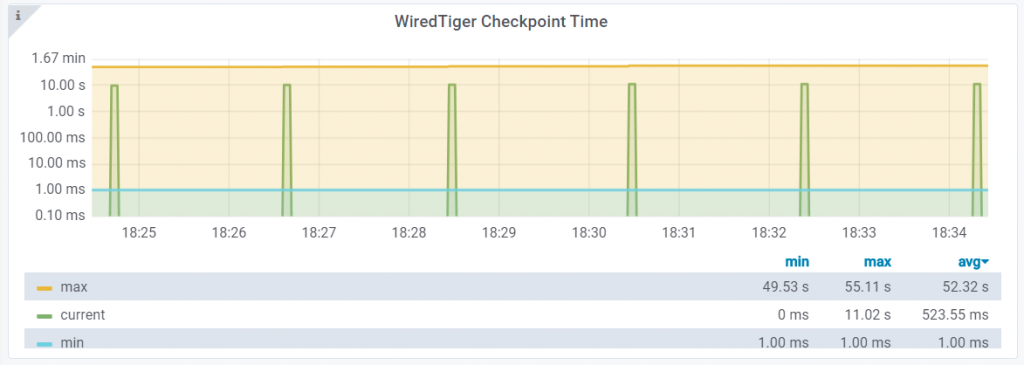 i
WiredTiger Checkpoint Time
1.67 min
10.00 s
1.00 s
100.00 ms
10.00 ms
1.00 ms
0.10 ms
18:25 18:26 18:27 18:28 18:29 18:30 18:31 18:32 18:33 18:34
min max avg
max 49.53 s 55.11 s 52.32 s
current 0 ms 11.02 s 523.55 ms
min 1.00 ms 1.00 ms 1.00 ms